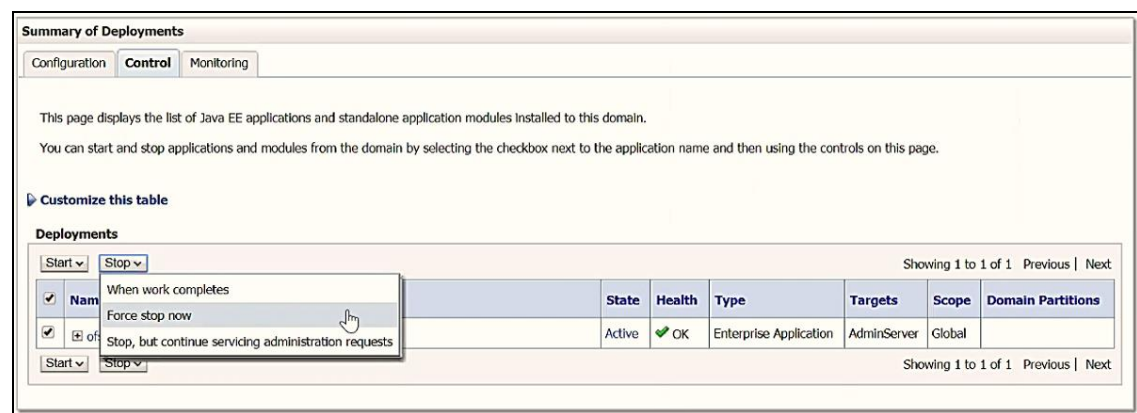 Summary of Deployments
Configuration Control Monitoring
This page displays the list of Java EE applications and standalone application modules installed to this domain.
You can start and stop applications and modules from the domain by selecting the checkbox next to the application name and then using the controls on this page.
Customize this table
Deployments
Start Stop Showing 1 to 1 of 1 Previous | Next
When work completes
Force stop now
Stop, but continue servicing administration requests
Nam State Health Type Targets Scope Domain Partitions
of Active OK Enterprise Application AdminServer Global
Start Stop Showing 1 to 1 of 1 Previous | Next